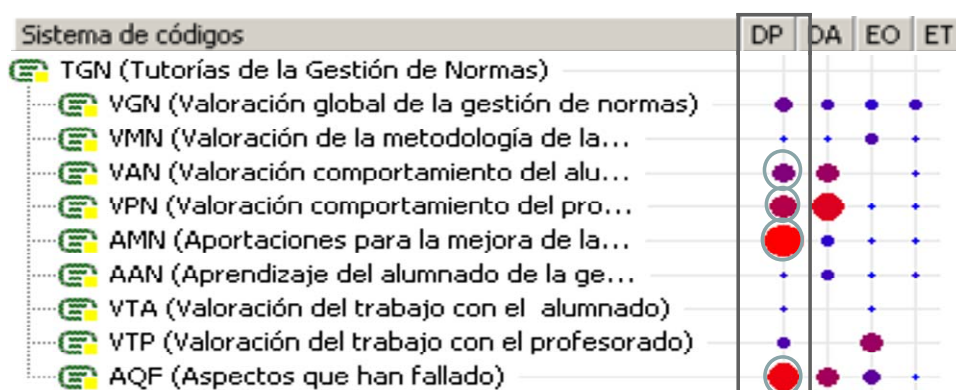 Sistema de códigos DP DA EO ET
TGN (Tutorías de la Gestión de Normas)
VGN (Valoración global de la gestión de normas)
VMN (Valoración de la metodología de la...
VAN (Valoración comportamiento del alu...
VPN (Valoración comportamiento del pro...
AMN (Aportaciones para la mejora de la...
AAN (Aprendizaje del alumnado de la ge...
VTA (Valoración del trabajo con el alumnado)
VTP (Valoración del trabajo con el profesorado)
AQF (Aspectos que han fallado)